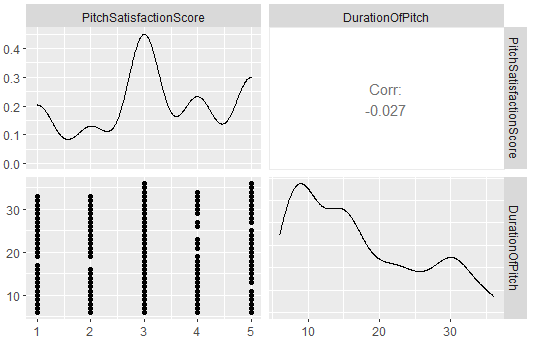 PitchSatisfactionScore DurationOfPitch
0.4
0.3
0.2
0.1
0.0
Corr:
-0.027
PitchSatisfactionScore
30
20
10
DurationOfPitch
1 2 3 4 5 10 20 30